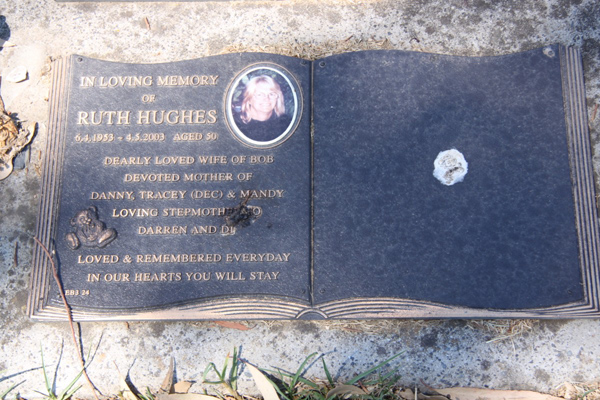 IN LOVING MEMORY
OF
RUTH HUGHES
6.4.1953 - 4.5.2003 AGED 50
DEARLY LOVED WIFE OF BOB
DEVOTED MOTHER OF
DANNY, TRACEY (DEC) & MANDY
LOVING
DARREN AND
LOVED & REMEMBERED EVERYDAY
IN OUR HEARTS YOU WILL STAY
BB3 24